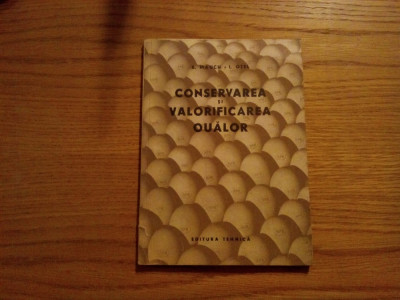 CONSERVAREA
ȘI
VALORIFICAREA
OUĂLOR
EDITURA TEHNICĂ